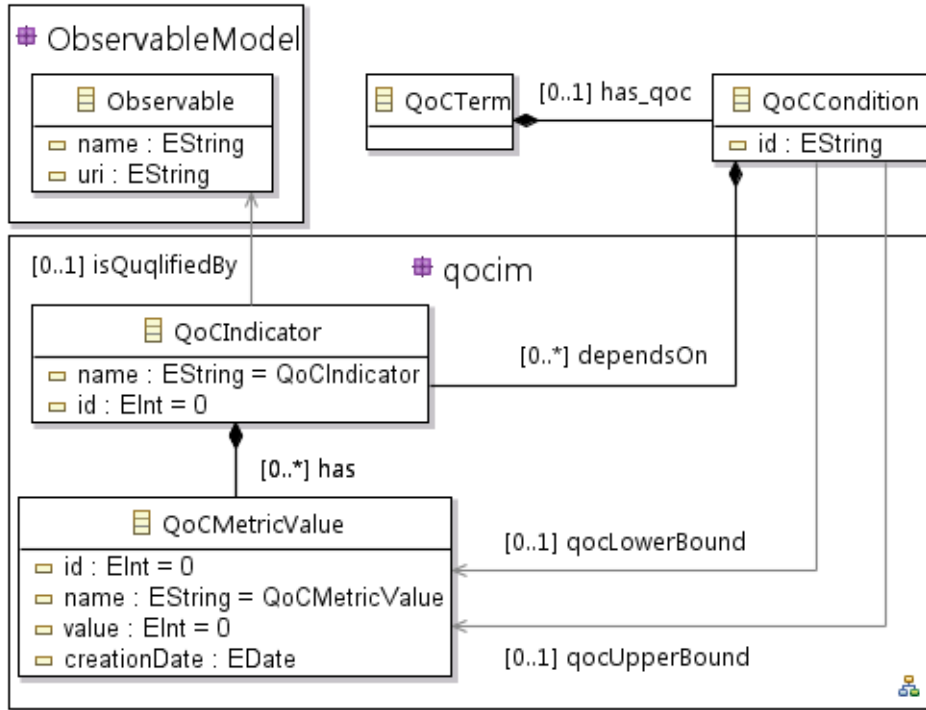 ObservableModel
Observable
name : EString
uri : EString
QoCTerm
[0..1] has_qoc
QoCCondition
id : EString
[0..1] isQuqlifiedBy
qocim
QoCIndicator
name : EString = QoCIndicator
id : EInt = 0
[0..*] dependsOn
[0..*] has
QoCMetricValue
id : EInt = 0
name : EString = QoCMetricValue
value : EInt = 0
creationDate : EDate
[0..1] qocLowerBound
[0..1] qocUpperBound